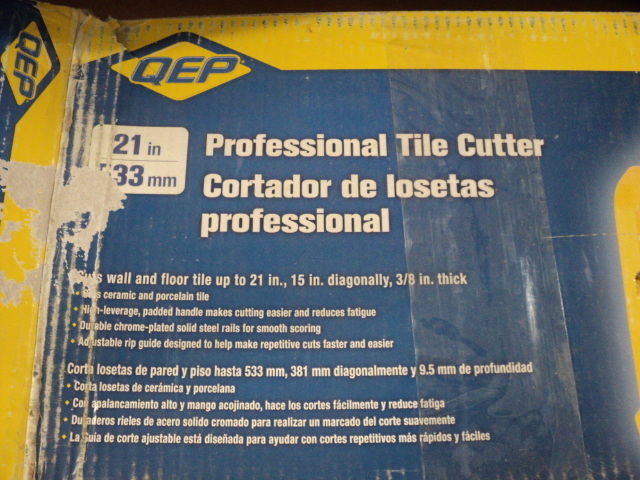 QEP
QEP
21 in
533 mm
Professional Tile Cutter
Cortador de losetas
professional
Cuts wall and floor tile up to 21 in., 15 in. diagonally, 3/8 in. thick
• Cuts ceramic and porcelain tile
• High-leverage, padded handle makes cutting easier and reduces fatigue
• Durable chrome-plated solid steel rails for smooth scoring
• Adjustable rip guide designed to help make repetitive cuts faster and easier
Corta losetas de pared y piso hasta 533 mm, 381 mm diagonalmente y 9.5 mm de profundidad
• Corta losetas de cerámica y porcelana
• Con apalancamiento alto y mango acojinado, hace los cortes fácilmente y reduce fatiga
• Duraderos rieles de acero solido cromado para realizar un marcado del corte suavemente
• La Guía de corte ajustable está diseñada para ayudar con cortes repetitivos más rápidos y fáciles